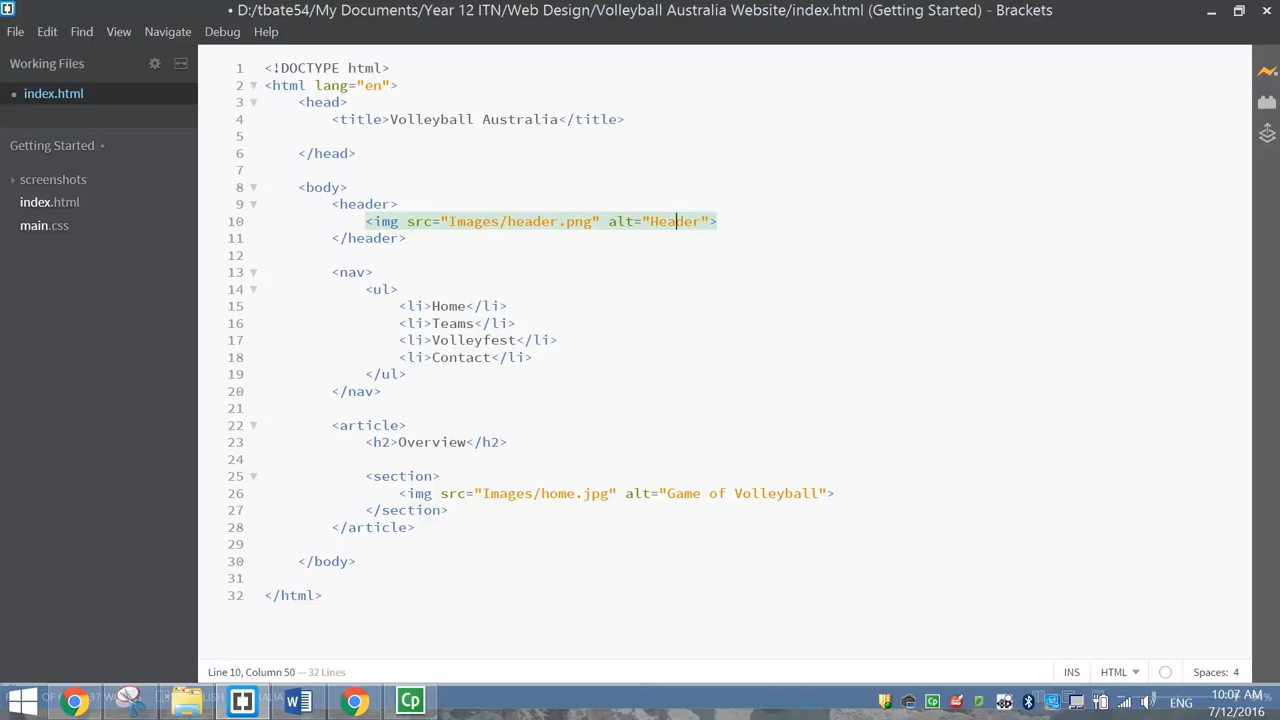 • D:/tbate54/My Documents/Year 12 ITN/Web Design/Volleyball Australia Website/index.html (Getting Started) - Brackets
File Edit Find View Navigate Debug Help
Working Files
• index.html
Getting Started
screenshots
index.html
main.css
1 <!DOCTYPE html>
2 <html lang="en">
3 <head>
4 <title>Volleyball Australia</title>
5
6 </head>
7
8 <body>
9 <header>
10 <img src="Images/header.png" alt="Header">
11 </header>
12
13 <nav>
14 <ul>
15 <li>Home</li>
16 <li>Teams</li>
17 <li>Volleyfest</li>
18 <li>Contact</li>
19 </ul>
20 </nav>
21
22 <article>
23 <h2>Overview</h2>
24
25 <section>
26 <img src="Images/home.jpg" alt="Game of Volleyball">
27 </section>
28 </article>
29
30 </body>
31
32 </html>
Line 10, Column 50 — 32 Lines
INS HTML Spaces: 4
Cp
10:07 AM
7/12/2016